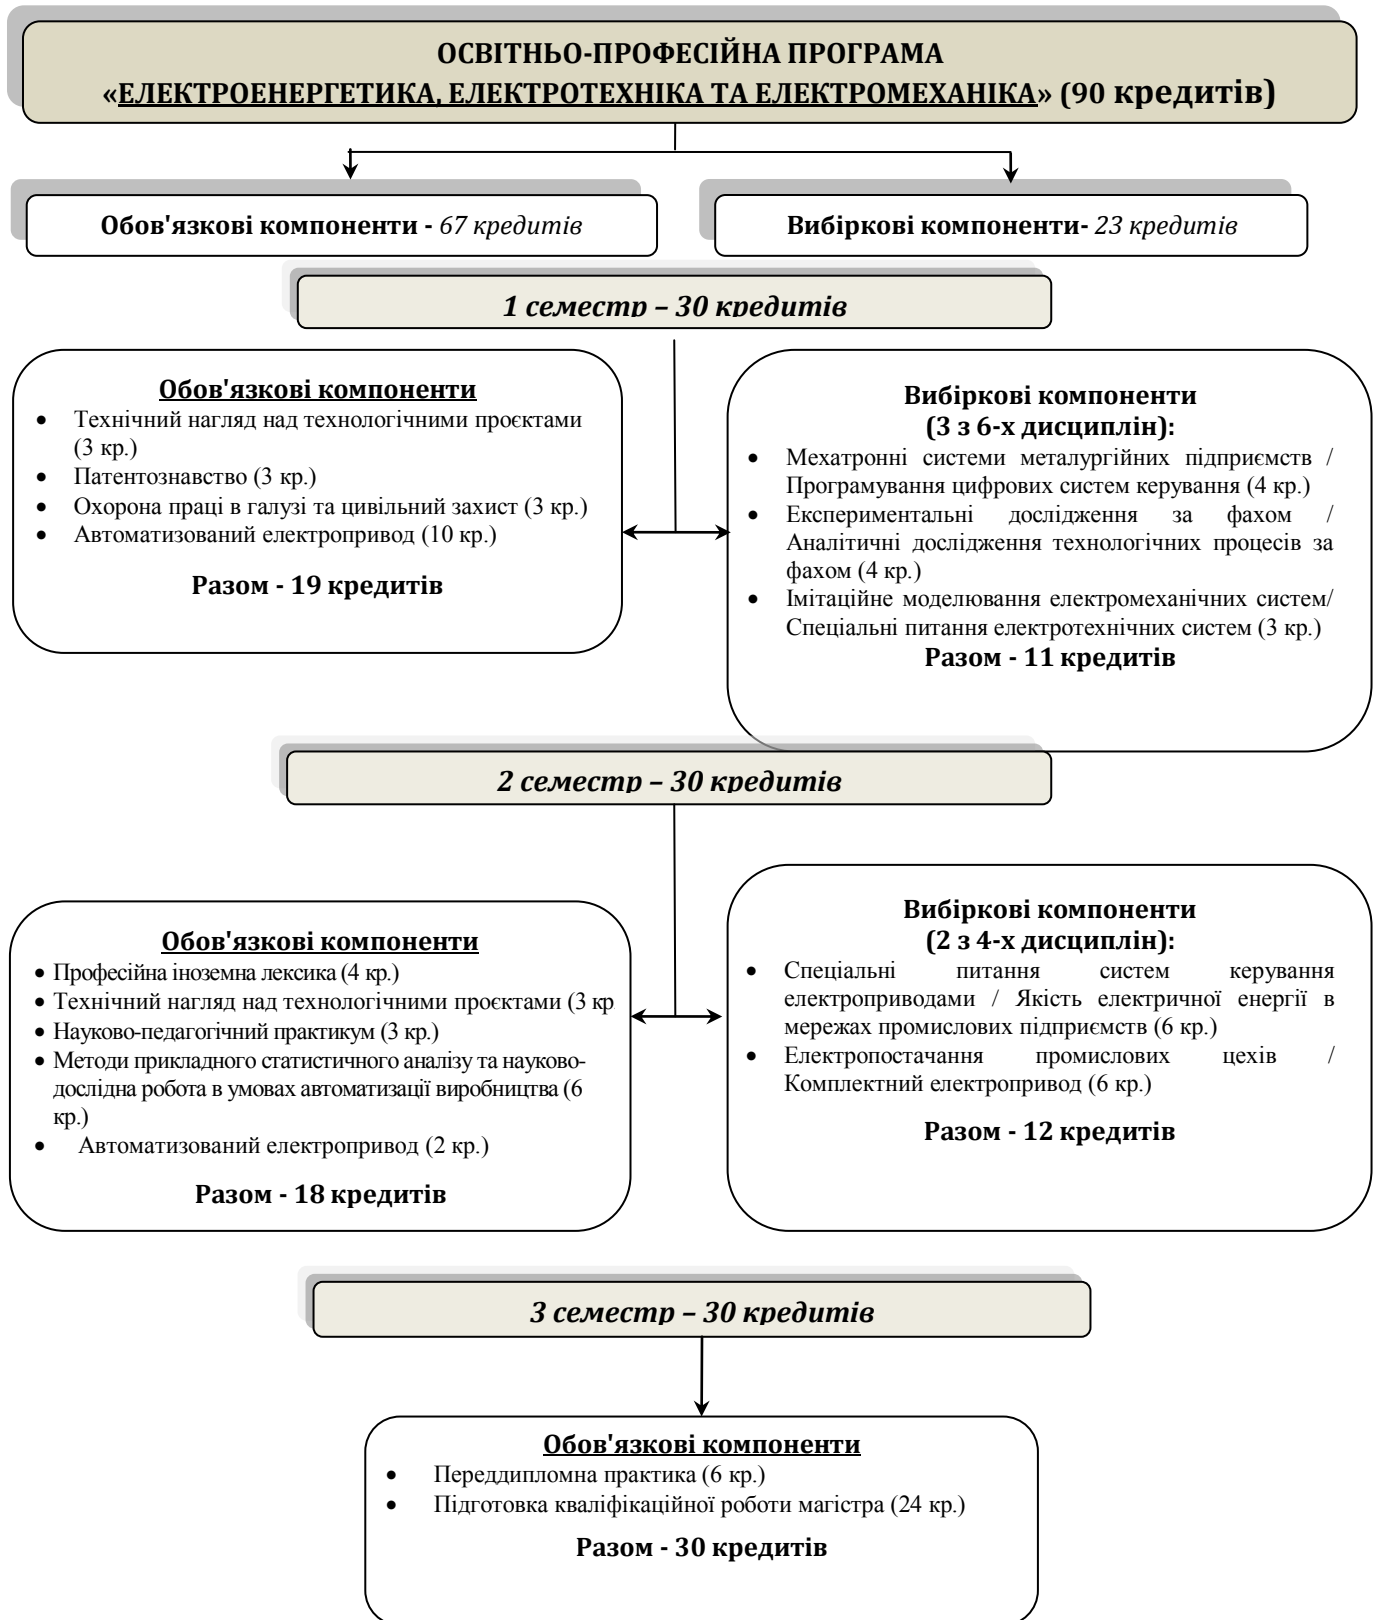 ОСВІТНЬО-ПРОФЕСІЙНА ПРОГРАМА
«ЕЛЕКТРОЕНЕРГЕТИКА, ЕЛЕКТРОТЕХНІКА ТА ЕЛЕКТРОМЕХАНІКА» (90 кредитів)
Обов'язкові компоненти - 67 кредитів
Вибіркові компоненти- 23 кредитів
1 семестр – 30 кредитів
Обов'язкові компоненти
• Технічний нагляд над технологічними проєктами
(3 кр.)
• Патентознавство (3 кр.)
• Охорона праці в галузі та цивільний захист (3 кр.)
• Автоматизований електропривод (10 кр.)
Разом - 19 кредитів
Вибіркові компоненти
(3 з 6-х дисциплін):
• Мехатронні системи металургійних підприємств /
Програмування цифрових систем керування (4 кр.)
• Експериментальні дослідження за фахом /
Аналітичні дослідження технологічних процесів за
фахом (4 кр.)
• Імітаційне моделювання електромеханічних систем/
Спеціальні питання електротехнічних систем (3 кр.)
Разом - 11 кредитів
2 семестр – 30 кредитів
Обов'язкові компоненти
• Професійна іноземна лексика (4 кр.)
• Технічний нагляд над технологічними проєктами (3 кр
• Науково-педагогічний практикум (3 кр.)
• Методи прикладного статистичного аналізу та науково-
дослідна робота в умовах автоматизації виробництва (6
кр.)
• Автоматизований електропривод (2 кр.)
Разом - 18 кредитів
Вибіркові компоненти
(2 з 4-х дисциплін):
• Спеціальні питання систем керування
електроприводами / Якість електричної енергії в
мережах промислових підприємств (6 кр.)
• Електропостачання промислових цехів /
Комплектний електропривод (6 кр.)
Разом - 12 кредитів
3 семестр – 30 кредитів
Обов'язкові компоненти
• Переддипломна практика (6 кр.)
• Підготовка кваліфікаційної роботи магістра (24 кр.)
Разом - 30 кредитів